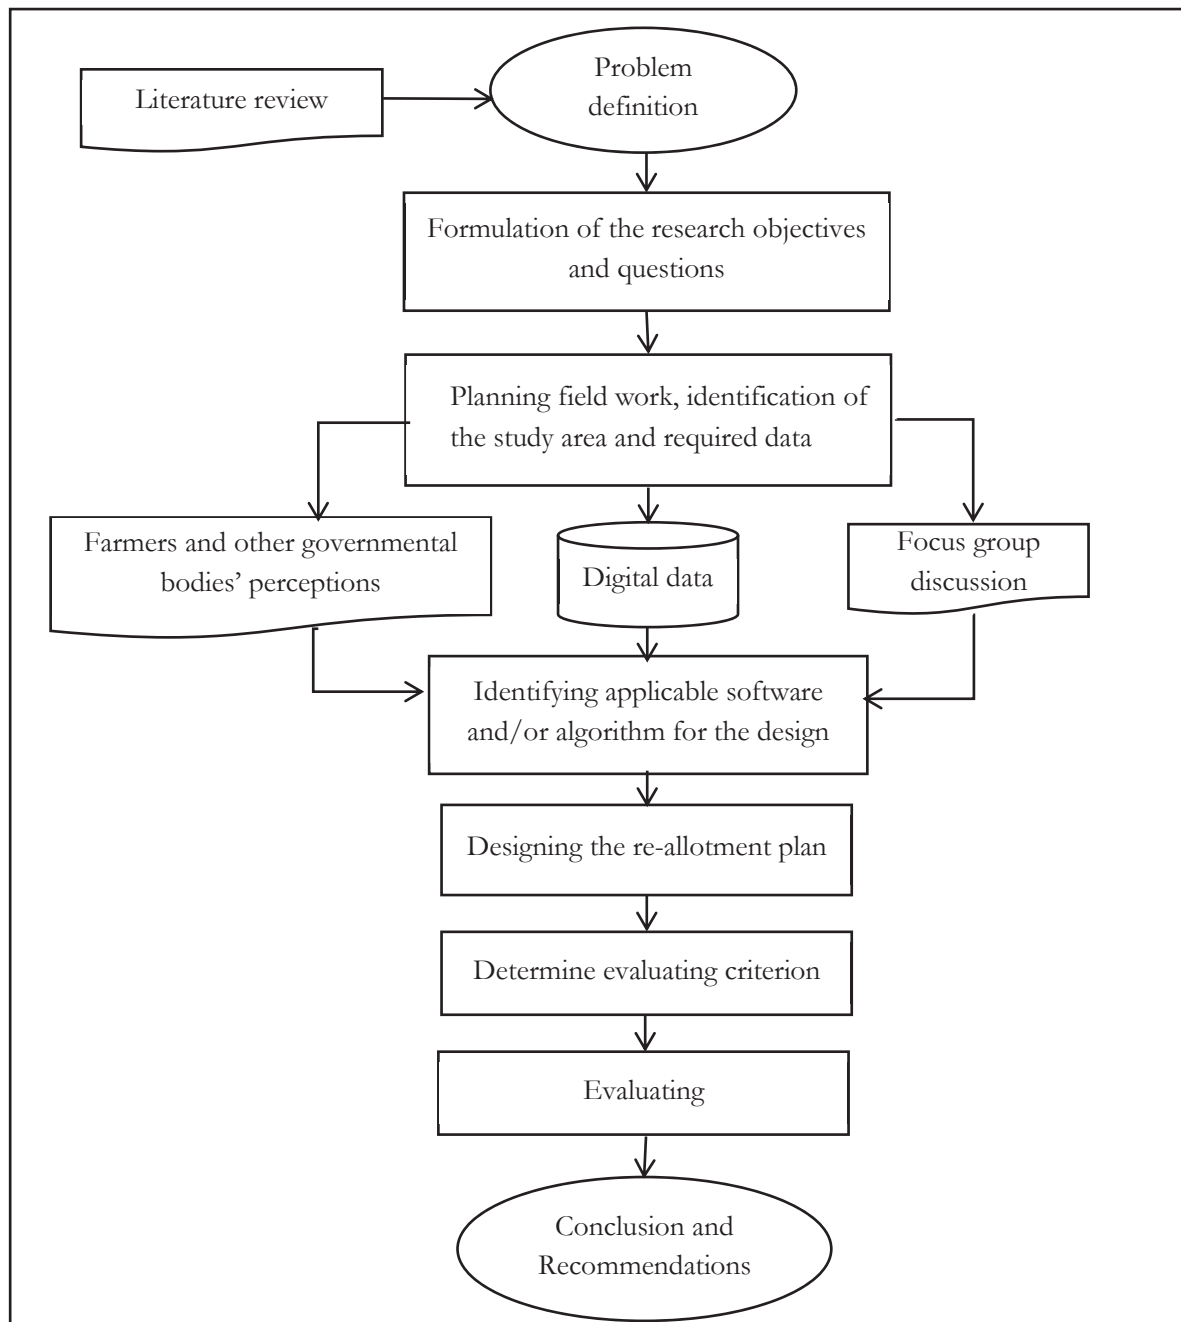 Literature review
Problem
definition
Formulation of the research objectives
and questions
Planning field work, identification of
the study area and required data
Farmers and other governmental
bodies’ perceptions
Digital data
Focus group
discussion
Identifying applicable software
and/or algorithm for the design
Designing the re-allotment plan
Determine evaluating criterion
Evaluating
Conclusion and
Recommendations